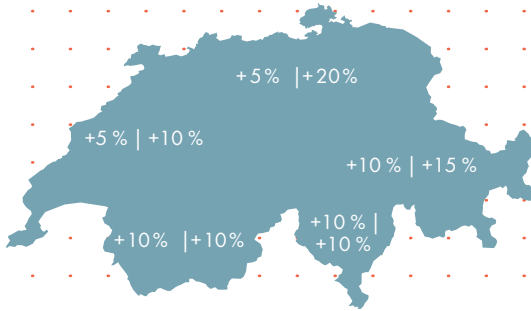 +5 % | +20%
+5 % | +10 %
+10 % | +15 %
+10% | +10%
+10 % |
+10 %